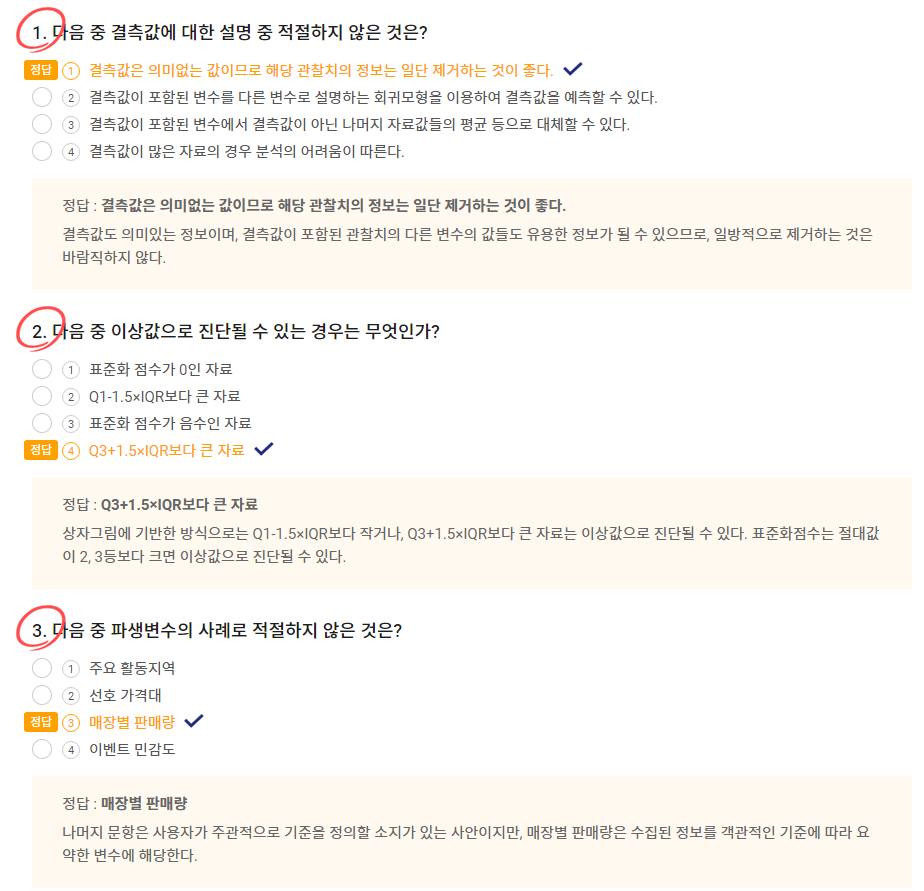 1. 다음 중 결측값에 대한 설명 중 적절하지 않은 것은?
정답 ① 결측값은 의미없는 값이므로 해당 관찰치의 정보는 일단 제거하는 것이 좋다.
② 결측값이 포함된 변수를 다른 변수로 설명하는 회귀모형을 이용하여 결측값을 예측할 수 있다.
③ 결측값이 포함된 변수에서 결측값이 아닌 나머지 자료값들의 평균 등으로 대체할 수 있다.
④ 결측값이 많은 자료의 경우 분석의 어려움이 따른다.
정답 : 결측값은 의미없는 값이므로 해당 관찰치의 정보는 일단 제거하는 것이 좋다.
결측값도 의미있는 정보이며, 결측값이 포함된 관찰치의 다른 변수의 값들도 유용한 정보가 될 수 있으므로, 일방적으로 제거하는 것은
바람직하지 않다.
2. 다음 중 이상값으로 진단될 수 있는 경우는 무엇인가?
① 표준화 점수가 0인 자료
② Q1-1.5×IQR보다 큰 자료
③ 표준화 점수가 음수인 자료
정답 ④ Q3+1.5×IQR보다 큰 자료
정답 : Q3+1.5×IQR보다 큰 자료
상자그림에 기반한 방식으로는 Q1-1.5×IQR보다 작거나, Q3+1.5×IQR보다 큰 자료는 이상값으로 진단될 수 있다. 표준화점수는 절대값
이 2, 3등보다 크면 이상값으로 진단될 수 있다.
3. 다음 중 파생변수의 사례로 적절하지 않은 것은?
① 주요 활동지역
② 선호 가격대
정답 ③ 매장별 판매량
④ 이벤트 민감도
정답 : 매장별 판매량
나머지 문항은 사용자가 주관적으로 기준을 정의할 소지가 있는 사안이지만, 매장별 판매량은 수집된 정보를 객관적인 기준에 따라 요
약한 변수에 해당한다.